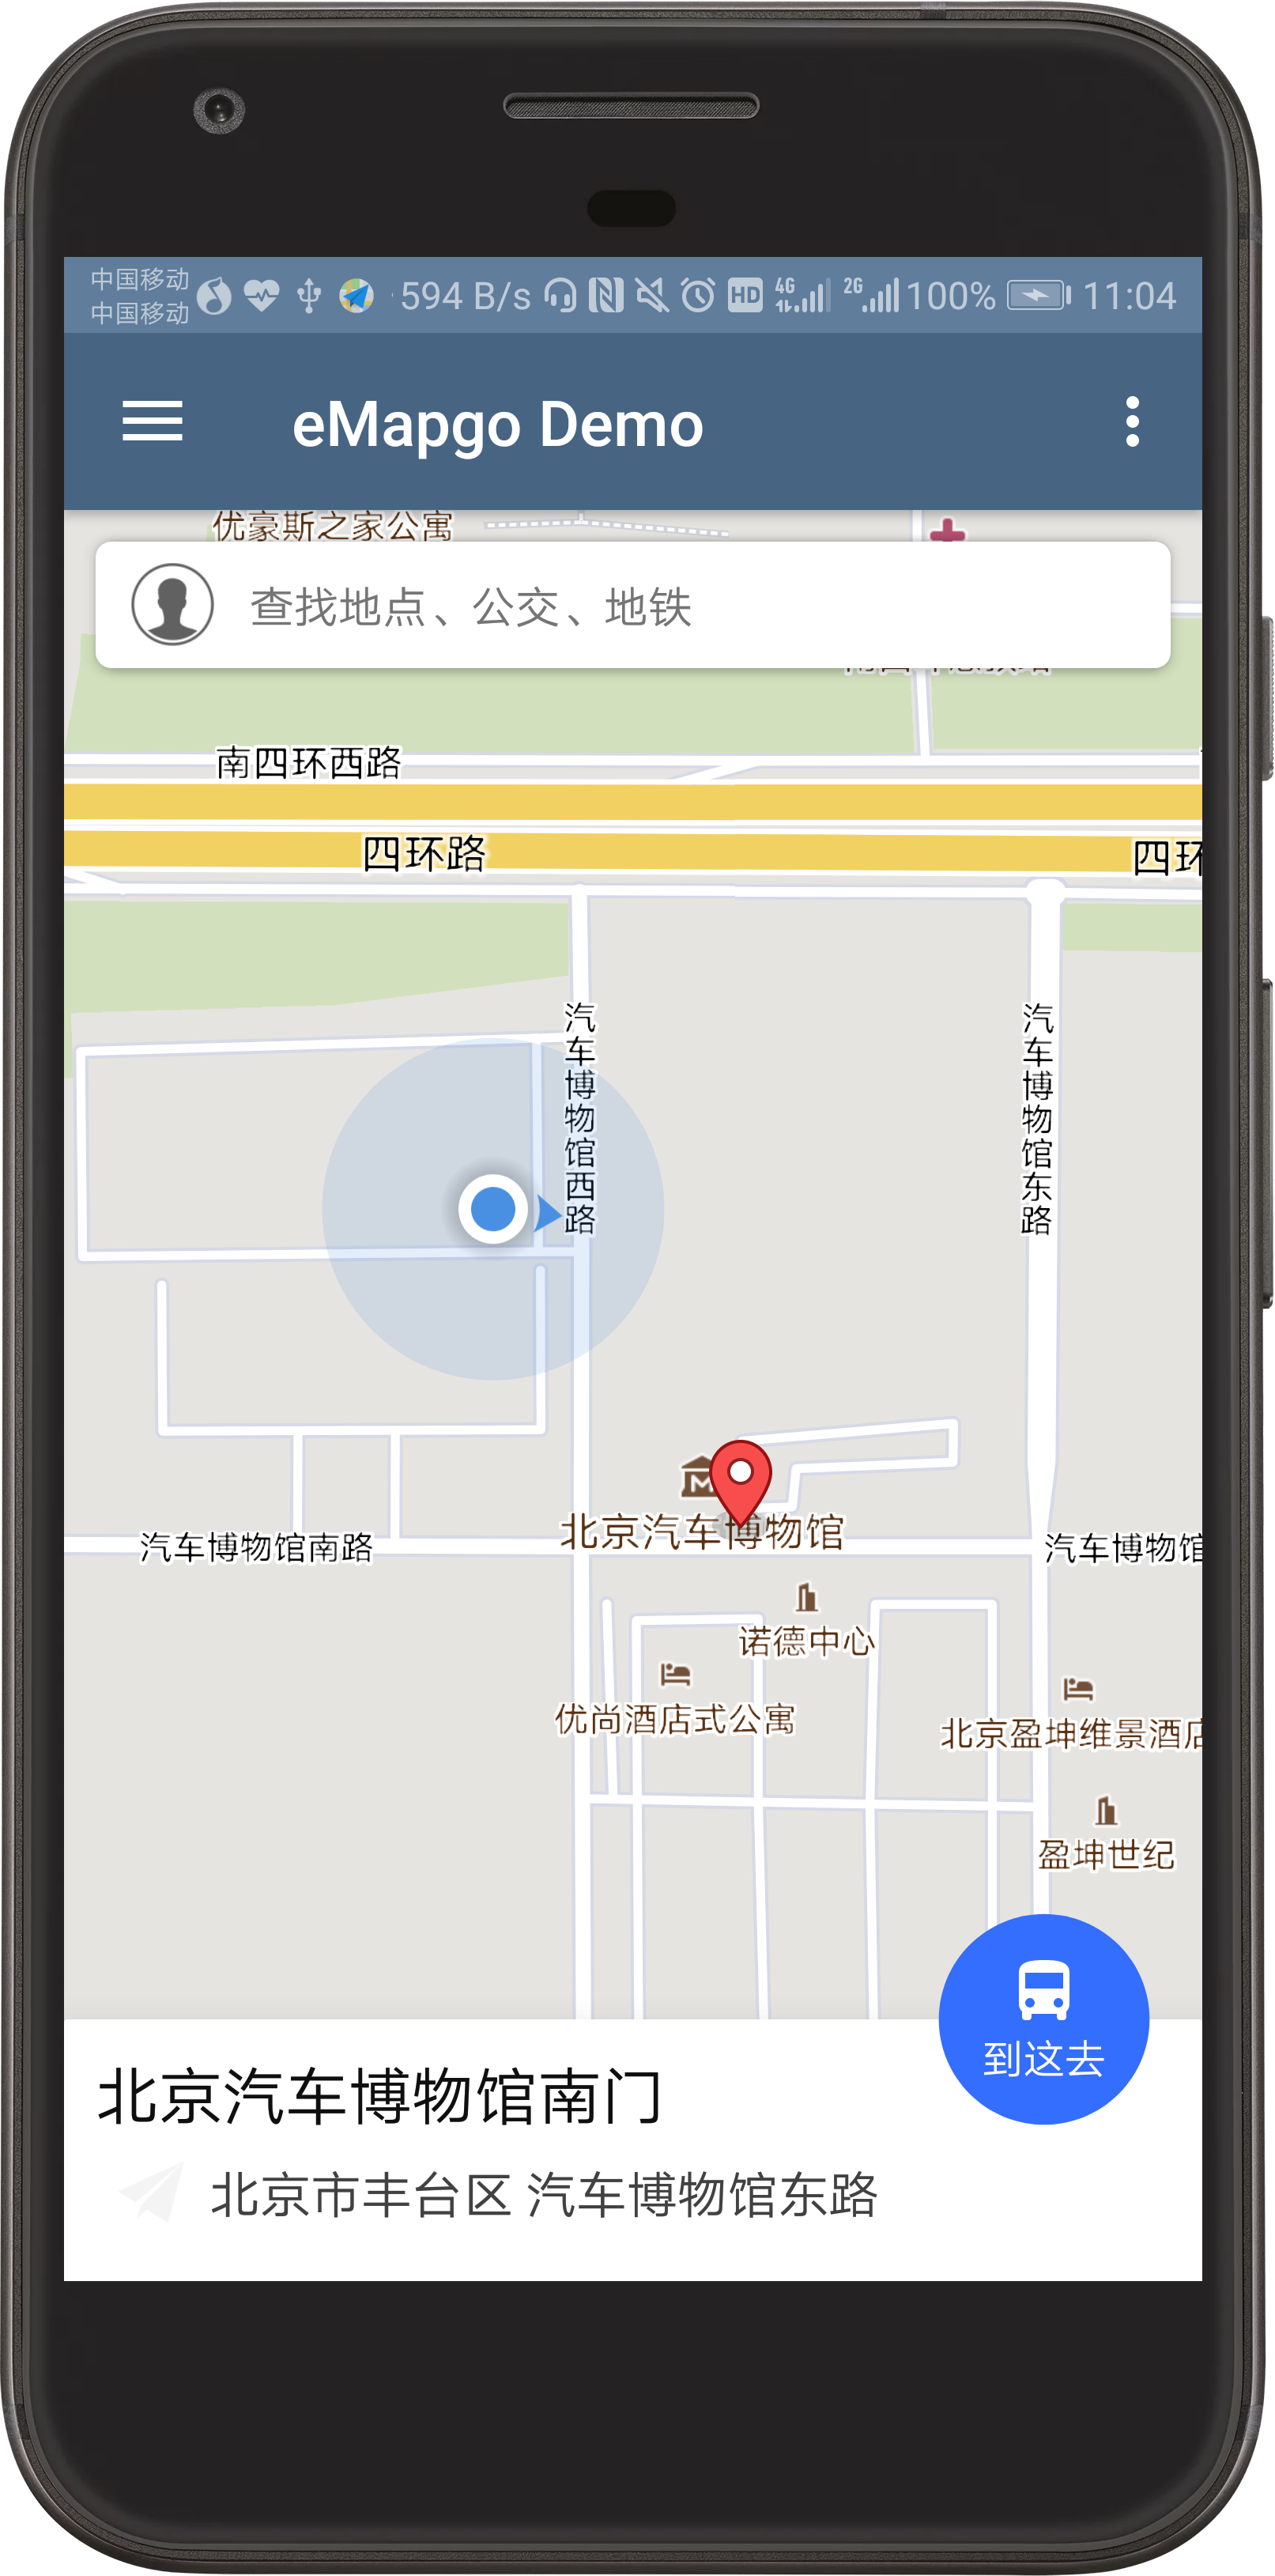 中国移动
中国移动
594 B/s
HD
4G
2G
100%
11:04
eMapgo Demo
优豪斯之家公寓
查找地点、公交、地铁
南四环西路
四环路
四环
汽车博物馆西路
汽车博物馆东路
北京汽车博物馆
汽车博物馆南路
汽车博物馆
诺德中心
优尚酒店式公寓
北京盈坤维景酒店
盈坤世纪
到这去
北京汽车博物馆南门
北京市丰台区 汽车博物馆东路